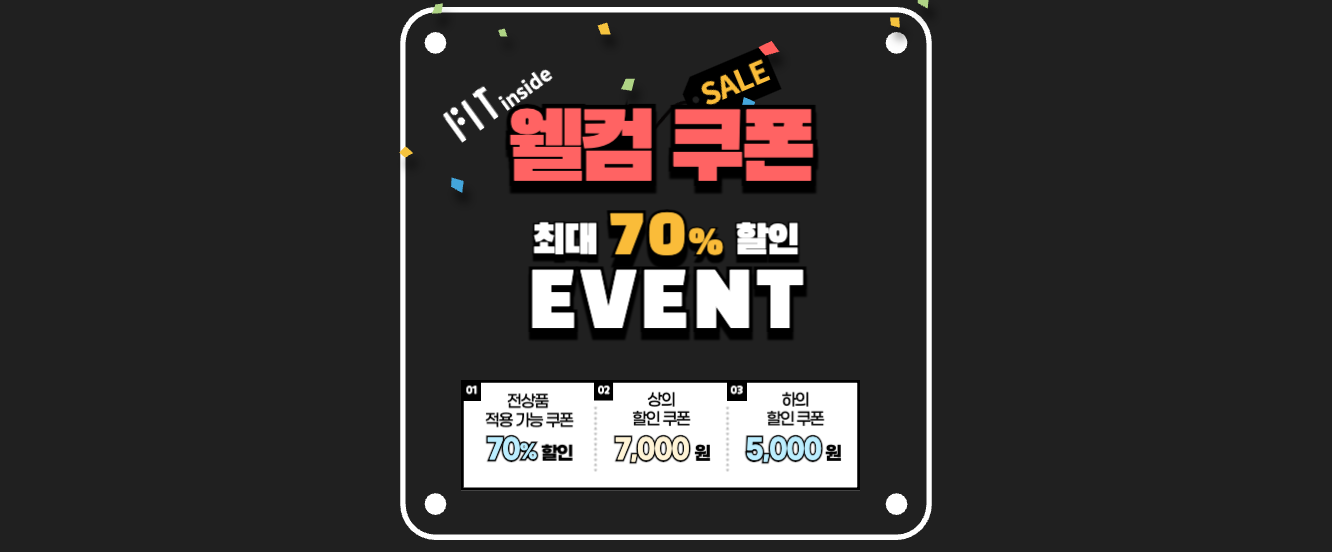 FIT inside
SALE
웰컴 쿠폰
최대 70% 할인
EVENT
01
전상품
적용 가능 쿠폰
70% 할인
02
상의
할인 쿠폰
7,000 원
03
하의
할인 쿠폰
5,000 원